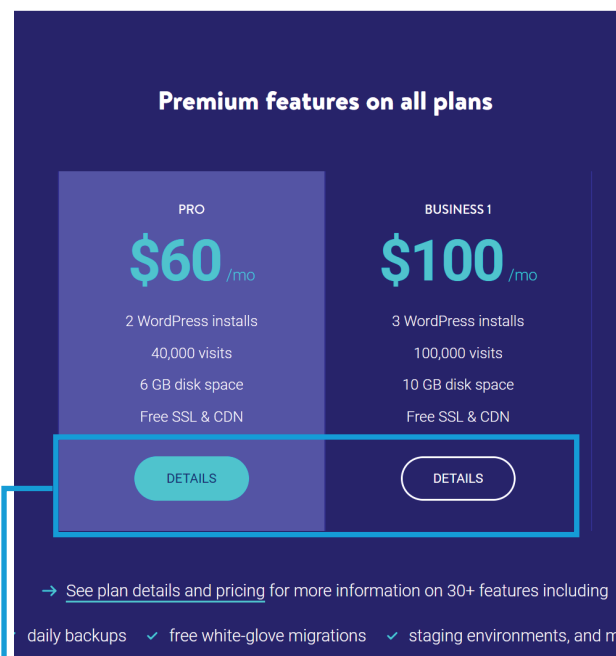 Premium features on all plans
PRO
$60 /mo
2 WordPress installs
40,000 visits
6 GB disk space
Free SSL & CDN
DETAILS
BUSINESS 1
$100 /mo
3 WordPress installs
100,000 visits
10 GB disk space
Free SSL & CDN
DETAILS
See plan details and pricing for more information on 30+ features including
daily backups free white-glove migrations staging environments, and